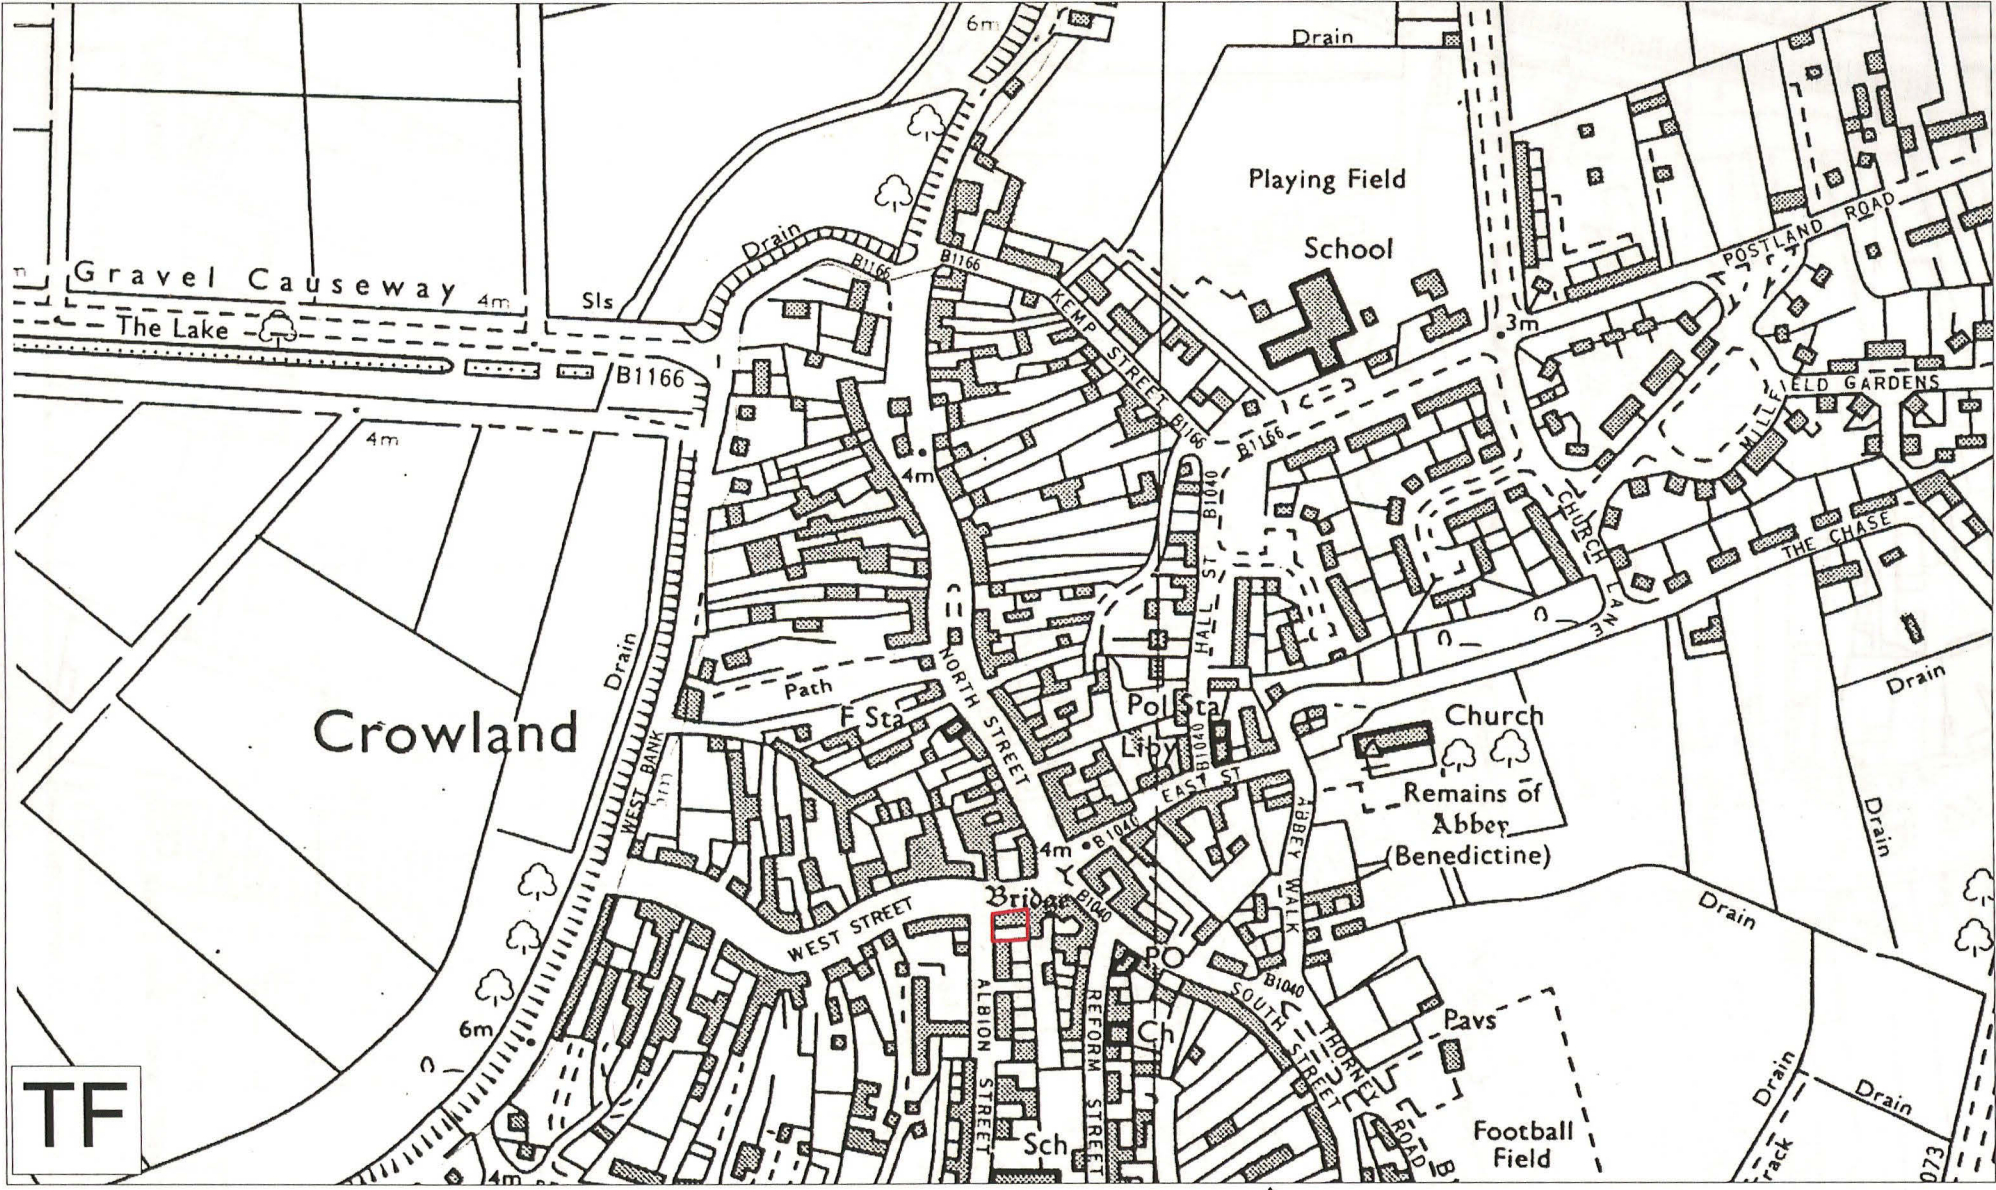 6m
Drain
Playing Field
School
Drain
B1166
B1166
POSTLAND ROAD
Gravel Causeway
4m
Sls
KEMP STREET
B1166
The Lake
B1166
3m
MILLFIELD GARDENS
4m
B1166
4m
B1040
HALL ST
CHURCH LANE
THE CHASE
Drain
Path
NORTH STREET
Drain
Crowland
F Sta
Pol Sta
Church
WEST BANK
Liby
B1040
EAST ST
Remains of
Abbey
(Benedictine)
Drain
ABBEY WALK
4m
B1040
Bridge
B1040
WEST STREET
Drain
PO
B1040
SOUTH STREET
6m
ALBION STREET
REFORM STREET
Ch
THORNEY ROAD
Pavs
Drain
Drain
TF
Sch
Football
Field
4m